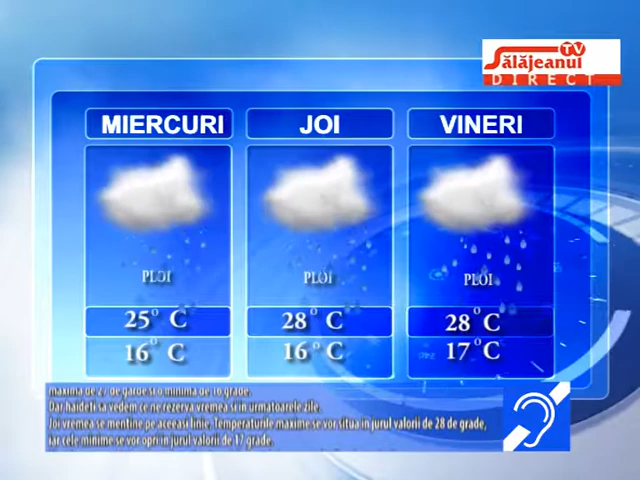 Sălăjeanul TV
DIRECT
MIERCURI JOI VINERI
PLOI PLOI PLOI
25° C 28° C 28° C
16° C 16° C 17° C
maxima de 27 de grade si o minima de 16 grade.
Dar haideti sa vedem ce ne rezerva vremea si in urmatoarele zile.
Joi vremea se mentine pe aceeasi linie. Temperaturile maxime se vor situa in jurul valorii de 28 de grade,
iar cele minime se vor opri in jurul valorii de 17 grade.